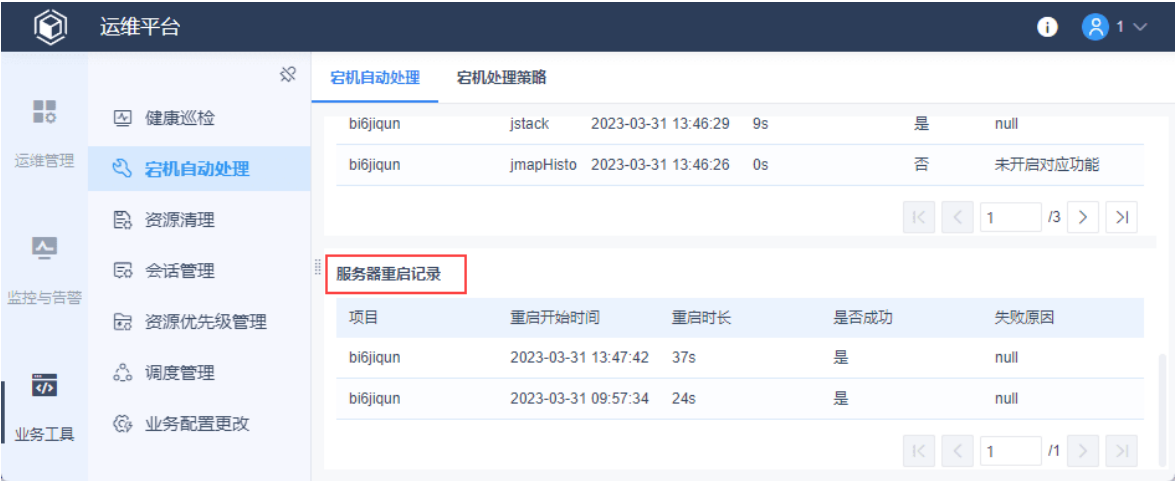 运维平台
1
运维管理
监控与告警
业务工具
健康巡检
宕机自动处理
资源清理
会话管理
资源优先级管理
调度管理
业务配置更改
宕机自动处理 宕机处理策略
bi6jiqun jstack 2023-03-31 13:46:29 9s 是 null
bi6jiqun jmapHisto 2023-03-31 13:46:26 0s 否 未开启对应功能
1 /3
服务器重启记录
项目 重启开始时间 重启时长 是否成功 失败原因
bi6jiqun 2023-03-31 13:47:42 37s 是 null
bi6jiqun 2023-03-31 09:57:34 24s 是 null
1 /1